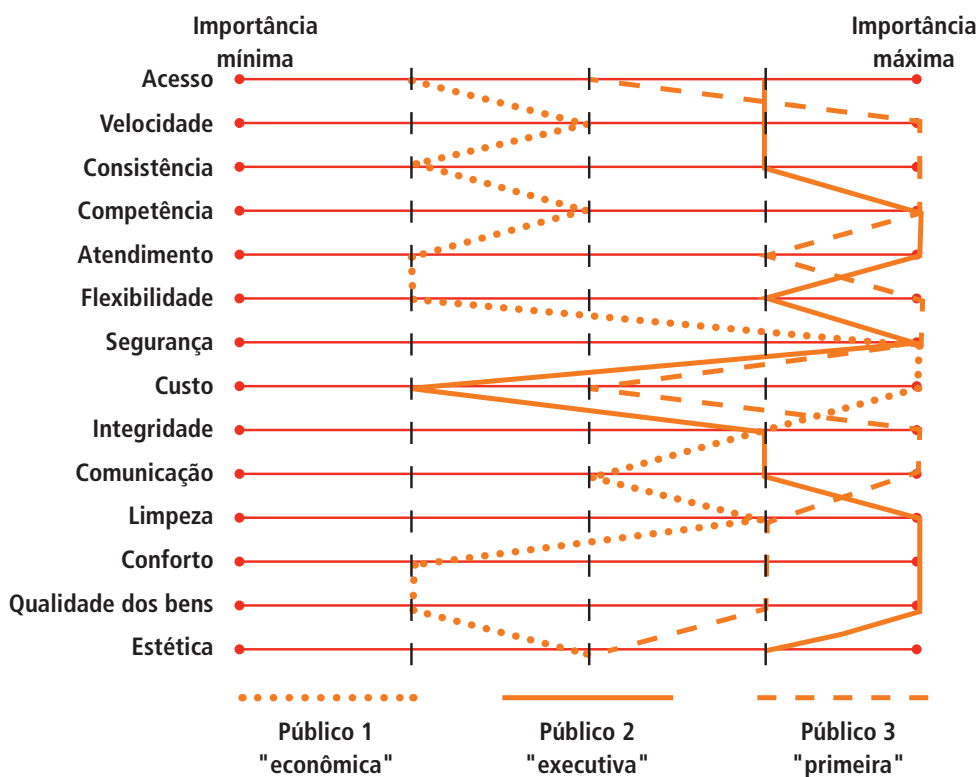 Importância
mínima
Importância
máxima
Acesso
Velocidade
Consistência
Competência
Atendimento
Flexibilidade
Segurança
Custo
Integridade
Comunicação
Limpeza
Conforto
Qualidade dos bens
Estética
Público 1
"econômica"
Público 2
"executiva"
Público 3
"primeira"